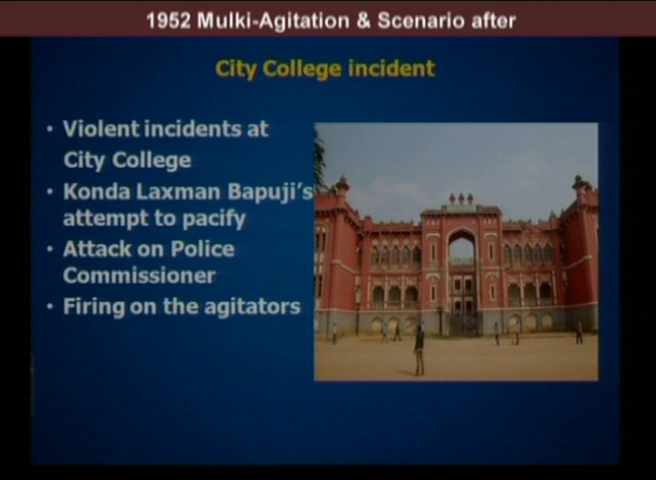 1952 Mulki-Agitation & Scenario after
City College incident
• Violent incidents at
City College
• Konda Laxman Bapuji's
attempt to pacify
• Attack on Police
Commissioner
• Firing on the agitators